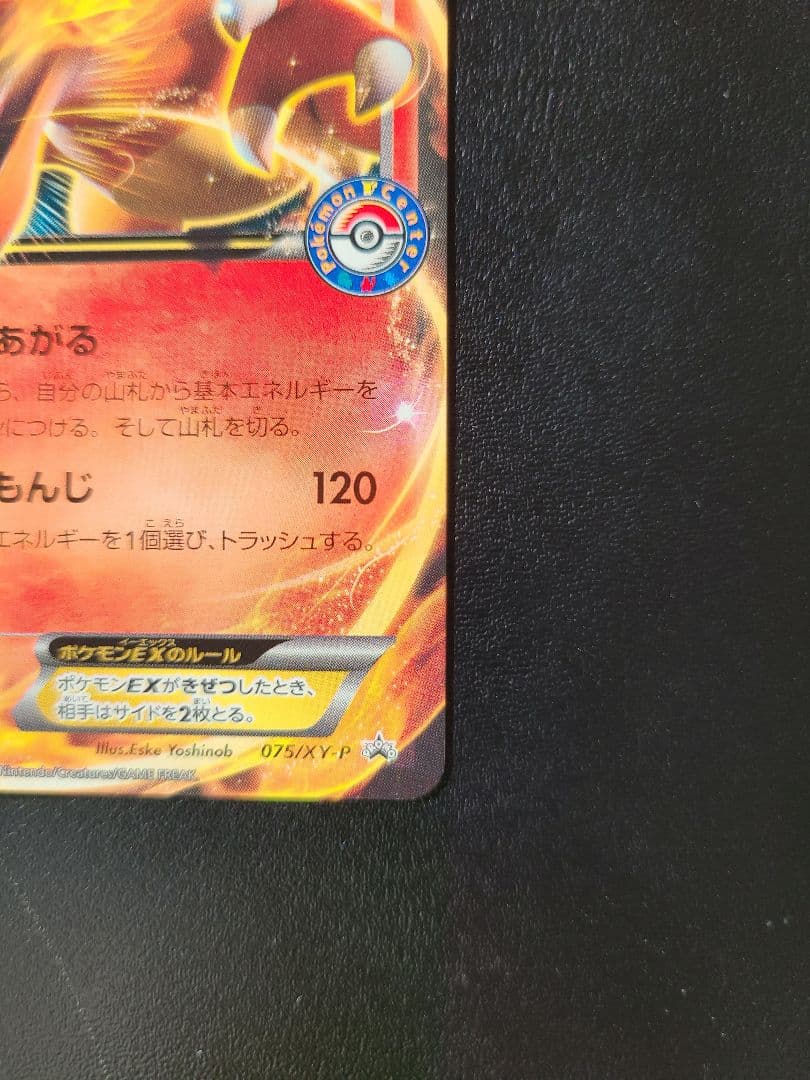 Pokémon Center
あがる
ら、自分の山札から基本エネルギーを
につける。そして山札を切る。
もんじ 120
エネルギーを1個選び、トラッシュする。
ポケモンEXのルール
ポケモンEXがきぜつしたとき、
相手はサイドを2枚とる。
Illus.Eske Yoshinob 075/XY-P
Nintendo/Creatures/GAME FREAK.